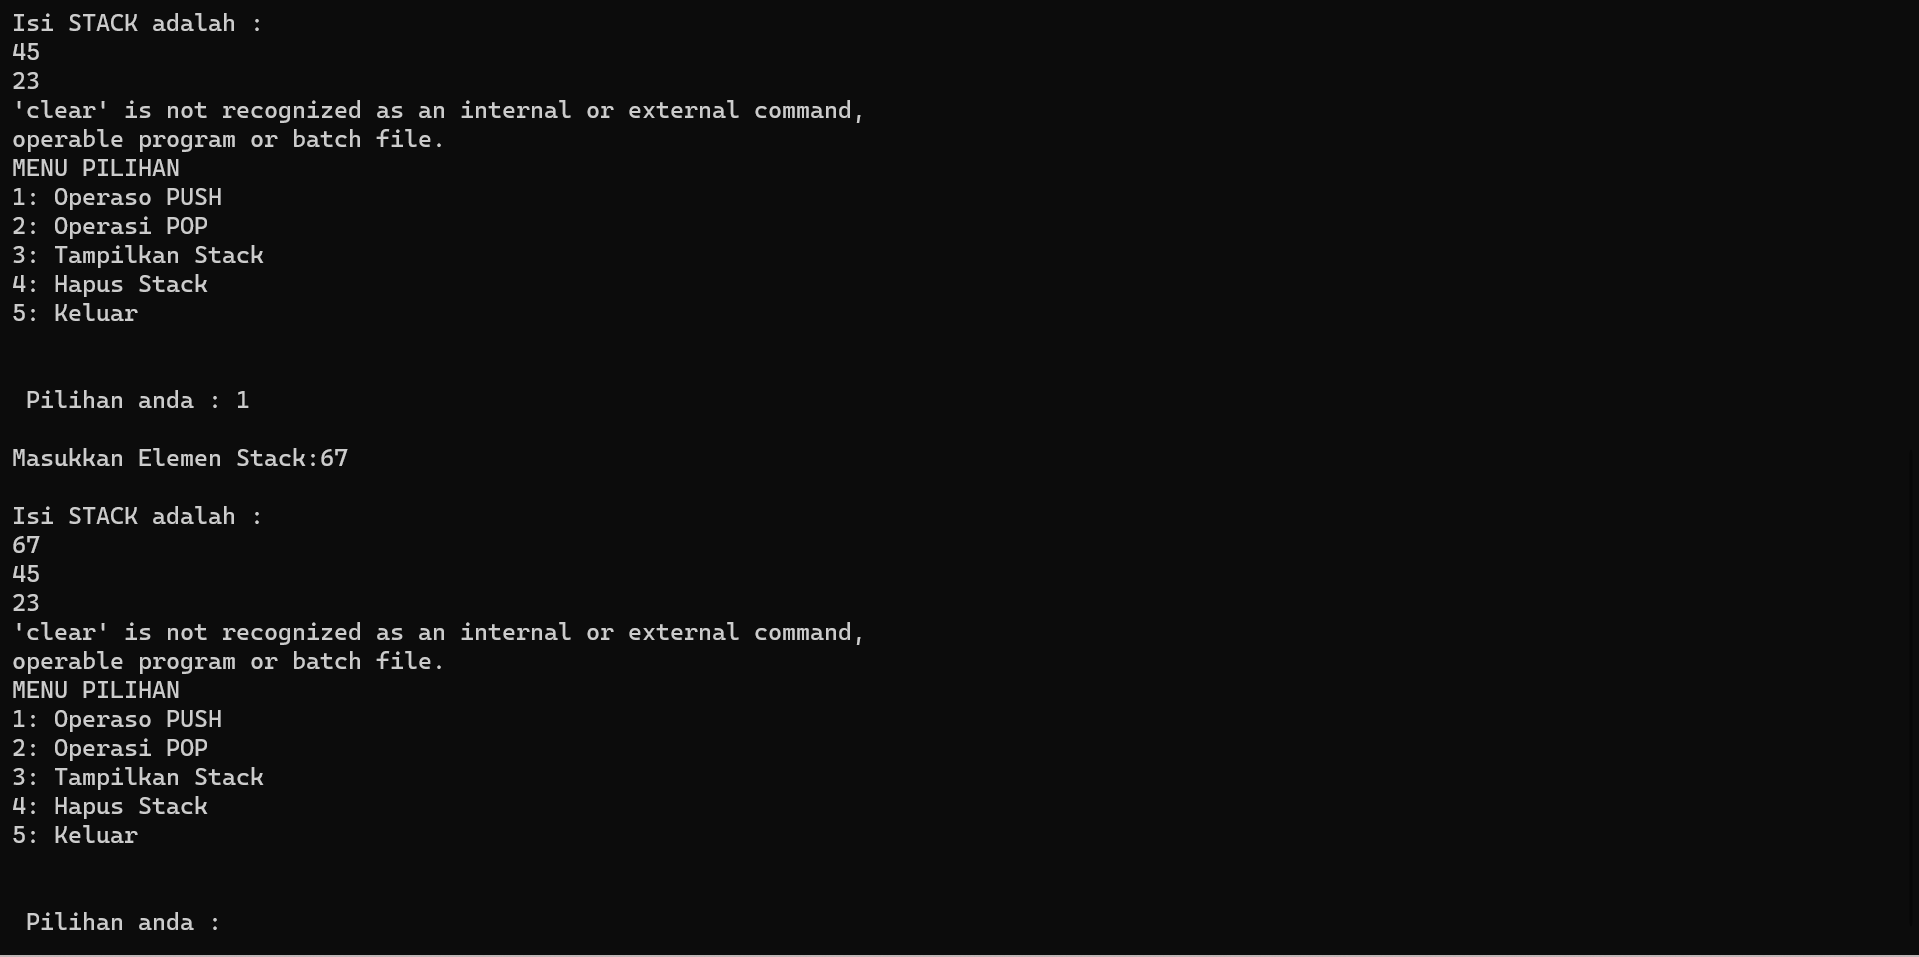 Isi STACK adalah :
45
23
'clear' is not recognized as an internal or external command,
operable program or batch file.
MENU PILIHAN
1: Operaso PUSH
2: Operasi POP
3: Tampilkan Stack
4: Hapus Stack
5: Keluar
Pilihan anda : 1
Masukkan Elemen Stack:67
Isi STACK adalah :
67
45
23
'clear' is not recognized as an internal or external command,
operable program or batch file.
MENU PILIHAN
1: Operaso PUSH
2: Operasi POP
3: Tampilkan Stack
4: Hapus Stack
5: Keluar
Pilihan anda :